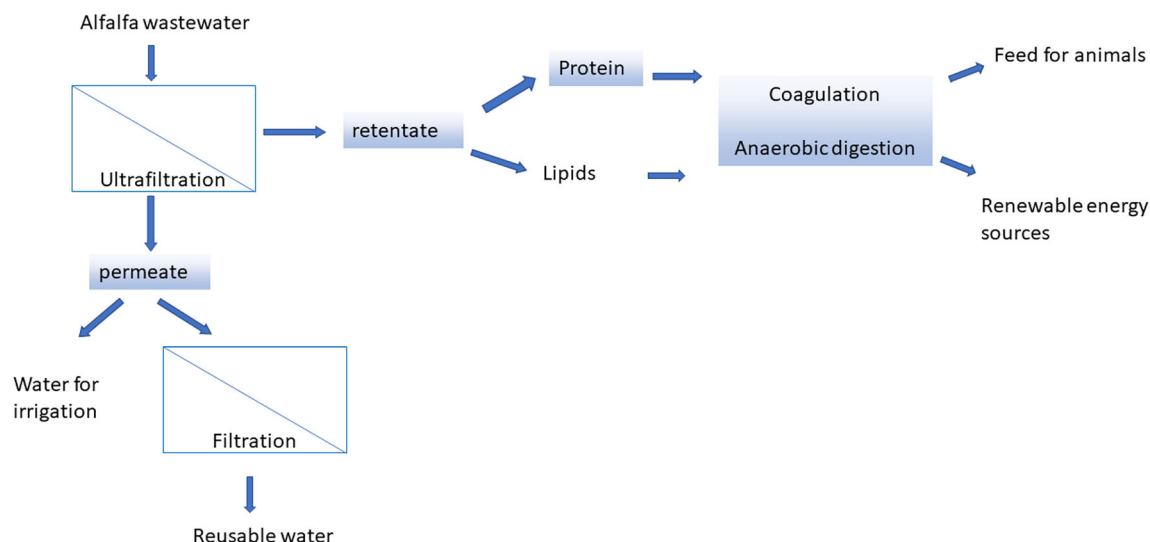 Alfalfa wastewater
Ultrafiltration
retentate
Protein
Lipids
Coagulation
Anaerobic digestion
Feed for animals
Renewable energy
sources
permeate
Water for
irrigation
Filtration
Reusable water